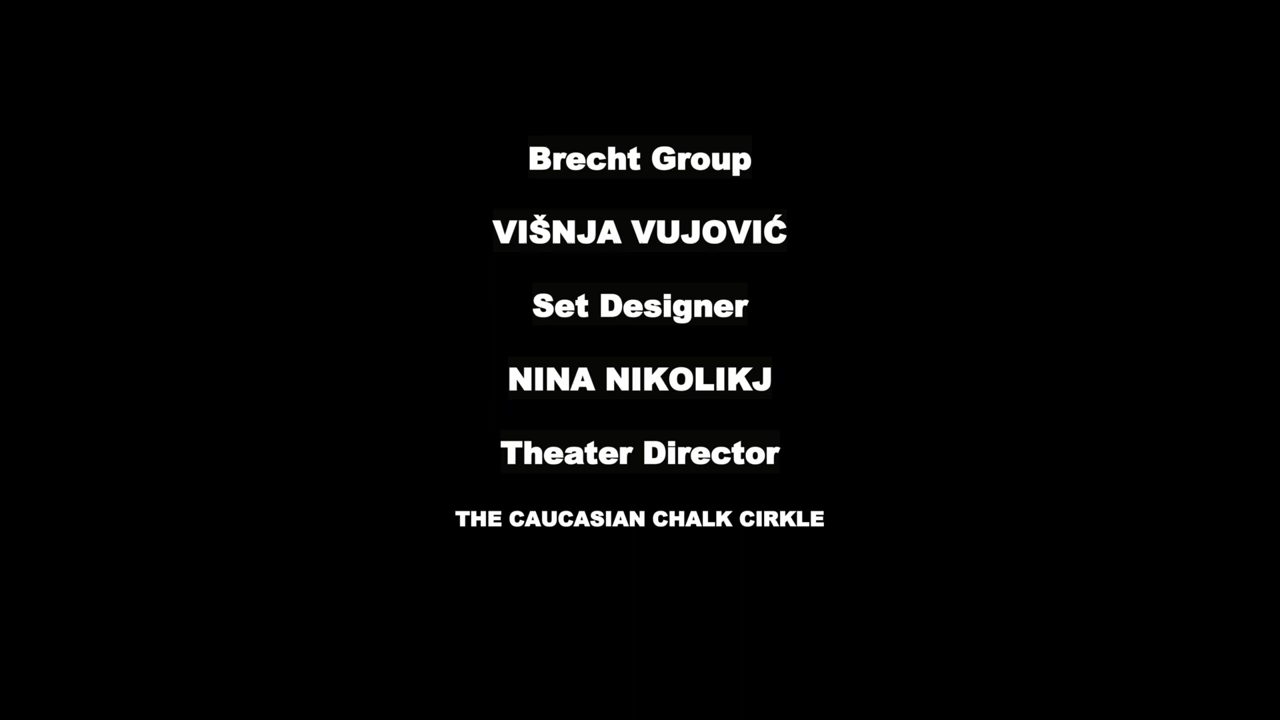 Brecht Group
VIŠNJA VUJOVIĆ
Set Designer
NINA NIKOLIKJ
Theater Director
THE CAUCASIAN CHALK CIRKLE